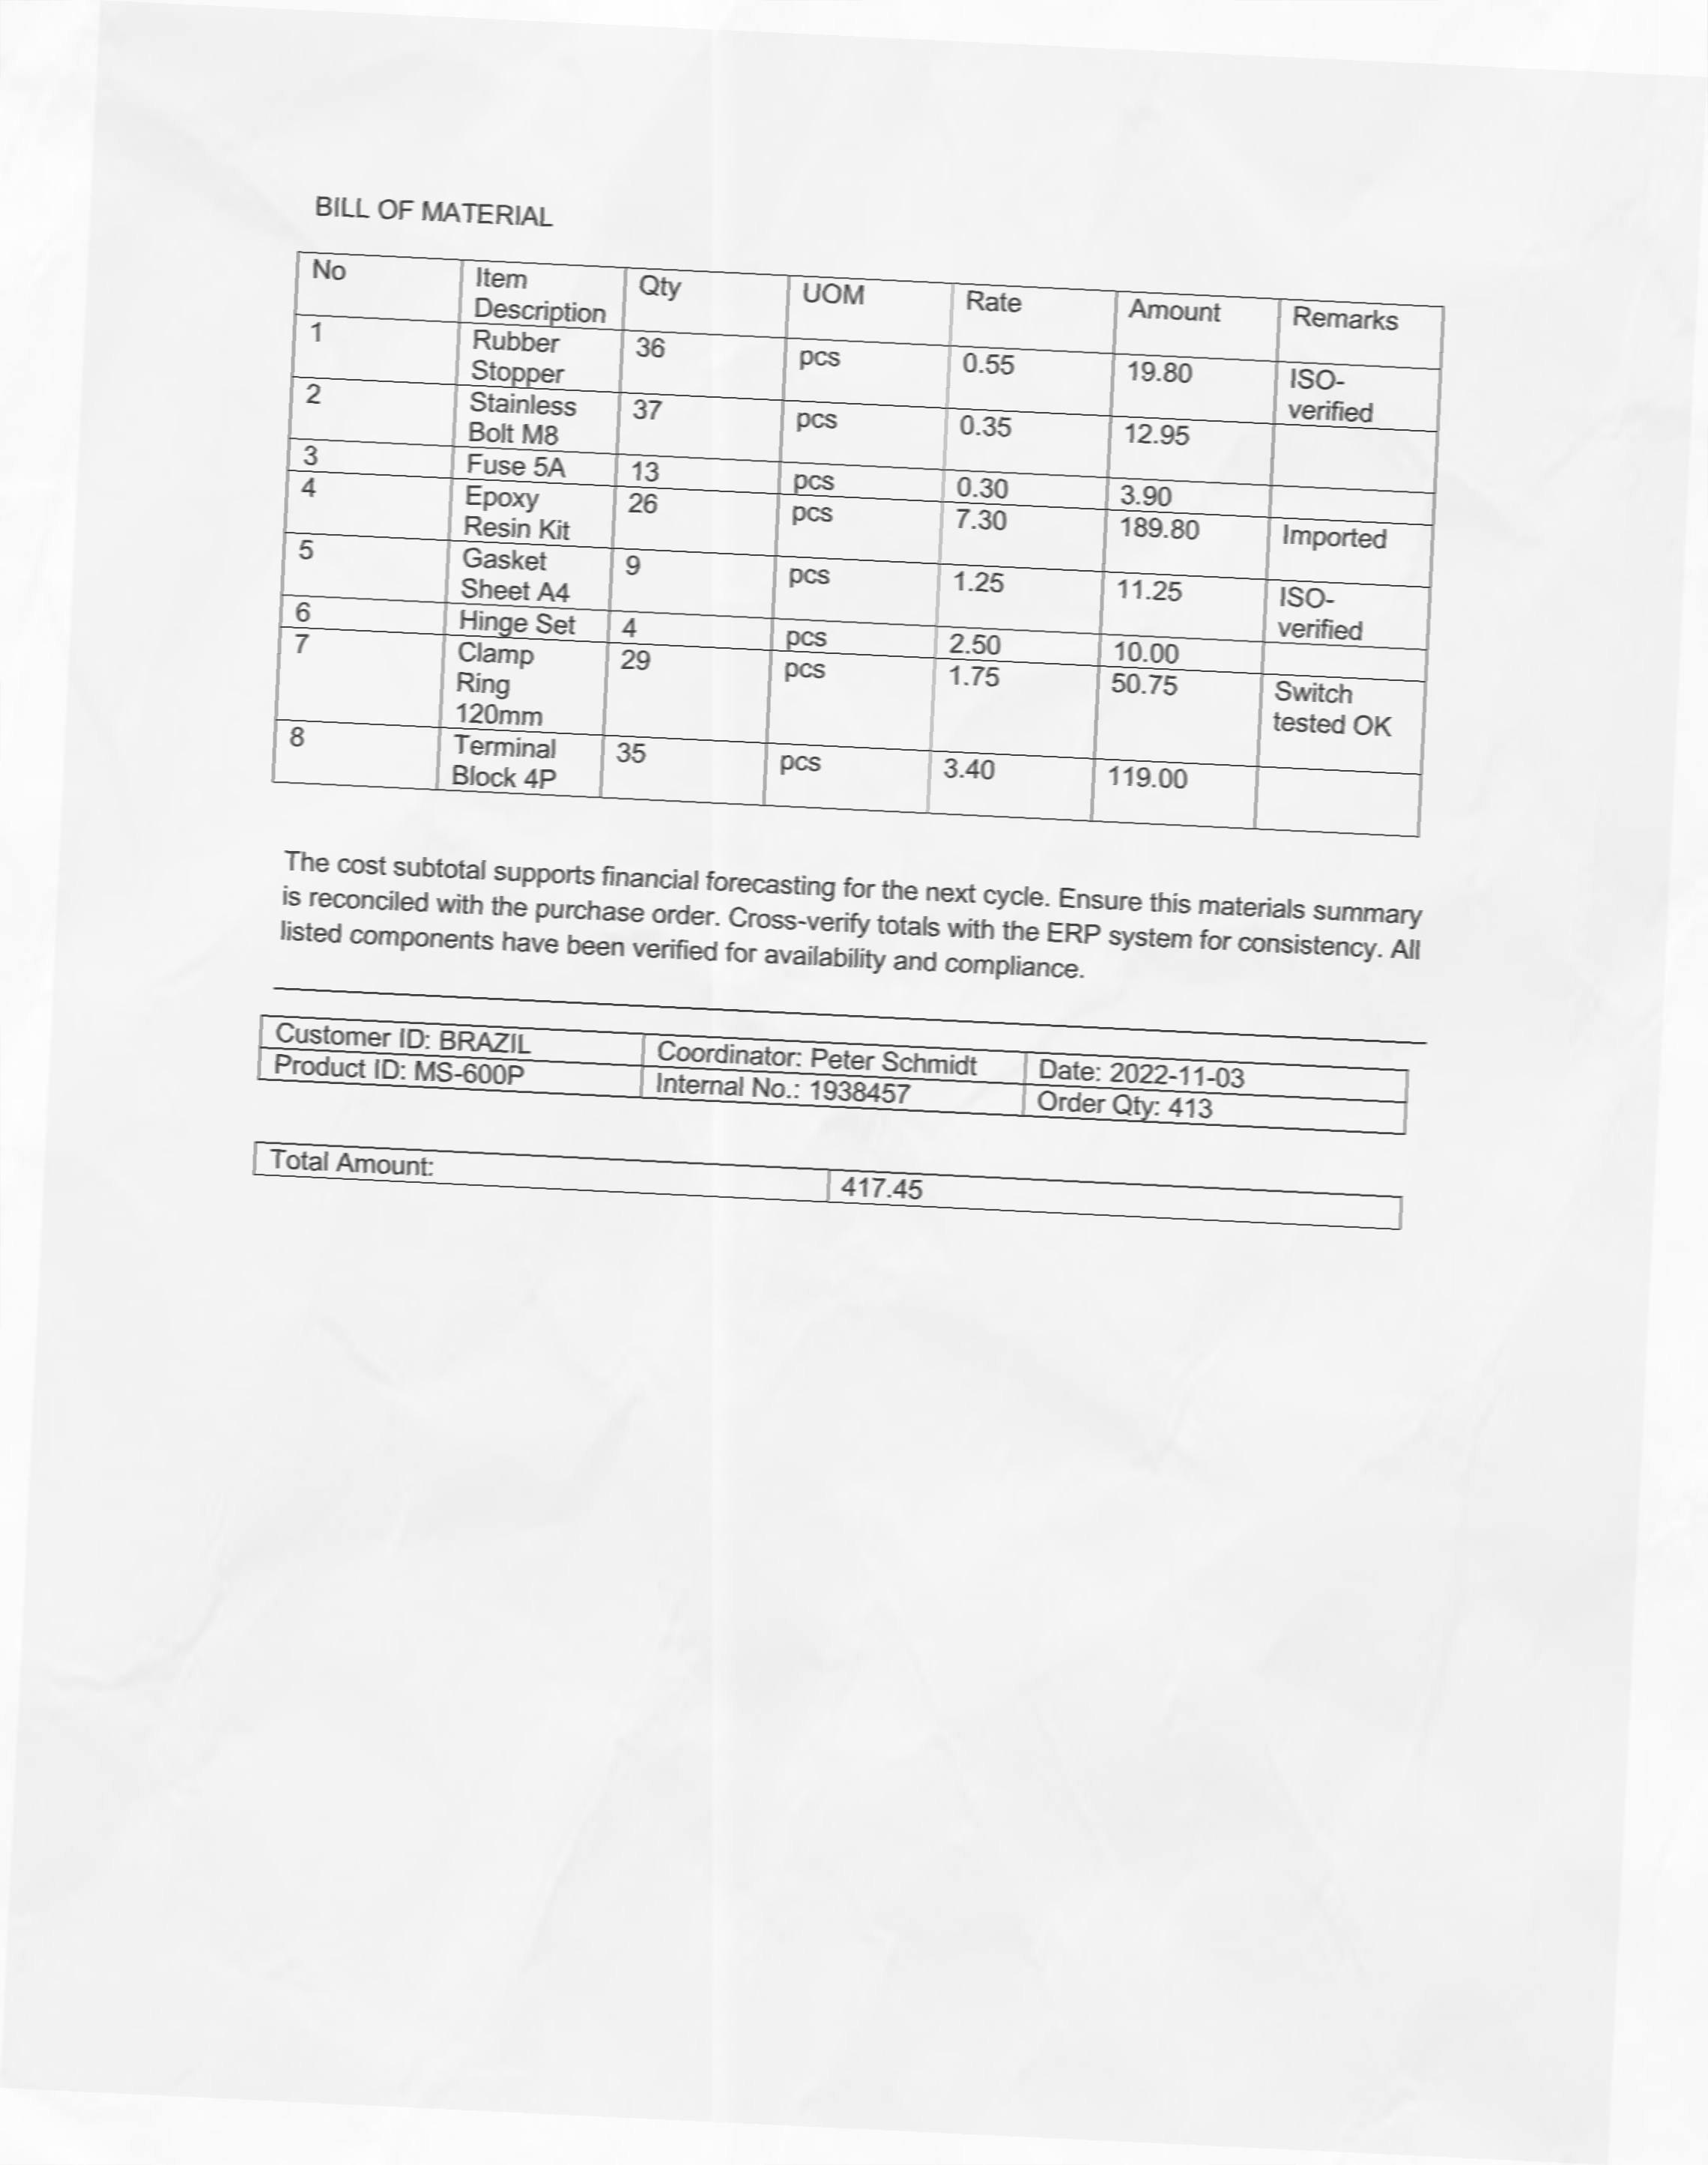 BILL OF MATERIAL
No Item Description Qty UOM Rate Amount Remarks
1 Rubber Stopper 36 pcs 0.55 19.80 ISO-verified
2 Stainless Bolt M8 37 pcs 0.35 12.95
3 Fuse 5A 13 pcs 0.30 3.90
4 Epoxy Resin Kit 26 pcs 7.30 189.80 Imported
5 Gasket Sheet A4 9 pcs 1.25 11.25 ISO-verified
6 Hinge Set 4 pcs 2.50 10.00
7 Clamp Ring 120mm 29 pcs 1.75 50.75 Switch tested OK
8 Terminal Block 4P 35 pcs 3.40 119.00
The cost subtotal supports financial forecasting for the next cycle. Ensure this materials summary
is reconciled with the purchase order. Cross-verify totals with the ERP system for consistency. All
listed components have been verified for availability and compliance.
Customer ID: BRAZIL Coordinator: Peter Schmidt Date: 2022-11-03
Product ID: MS-600P Internal No.: 1938457 Order Qty: 413
Total Amount: 417.45